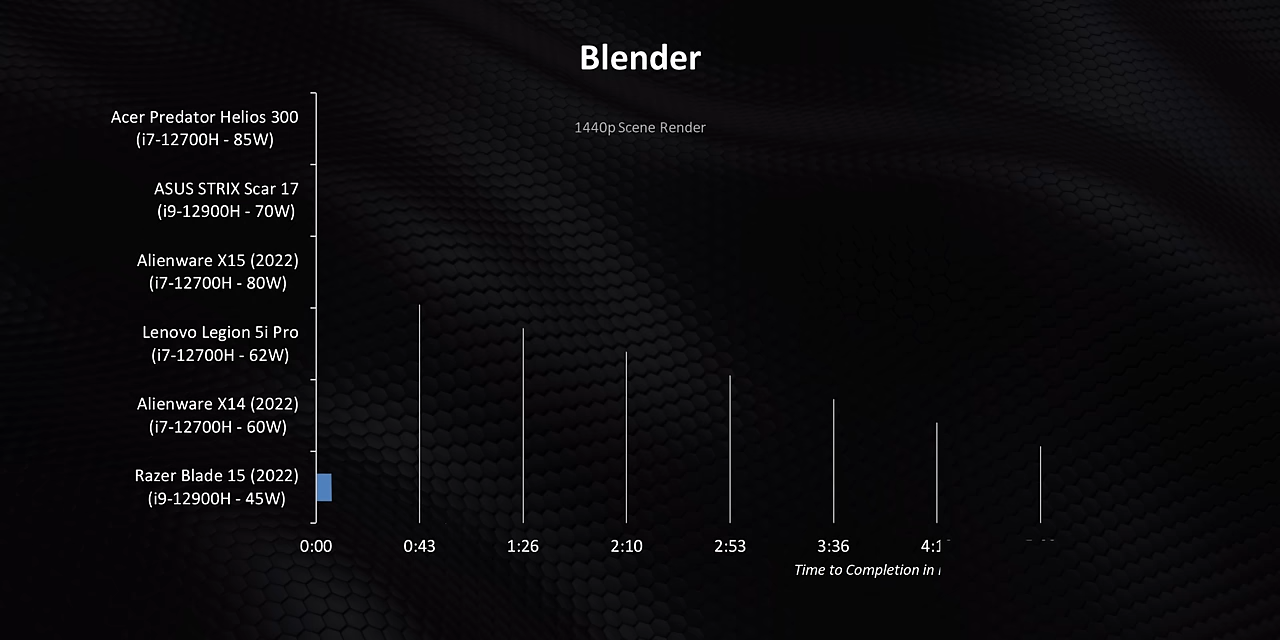 Blender
1440p Scene Render
Acer Predator Helios 300
(i7-12700H - 85W)
ASUS STRIX Scar 17
(i9-12900H - 70W)
Alienware X15 (2022)
(i7-12700H - 80W)
Lenovo Legion 5i Pro
(i7-12700H - 62W)
Alienware X14 (2022)
(i7-12700H - 60W)
Razer Blade 15 (2022)
(i9-12900H - 45W)
0:00 0:43 1:26 2:10 2:53 3:36 4:1
Time to Completion in